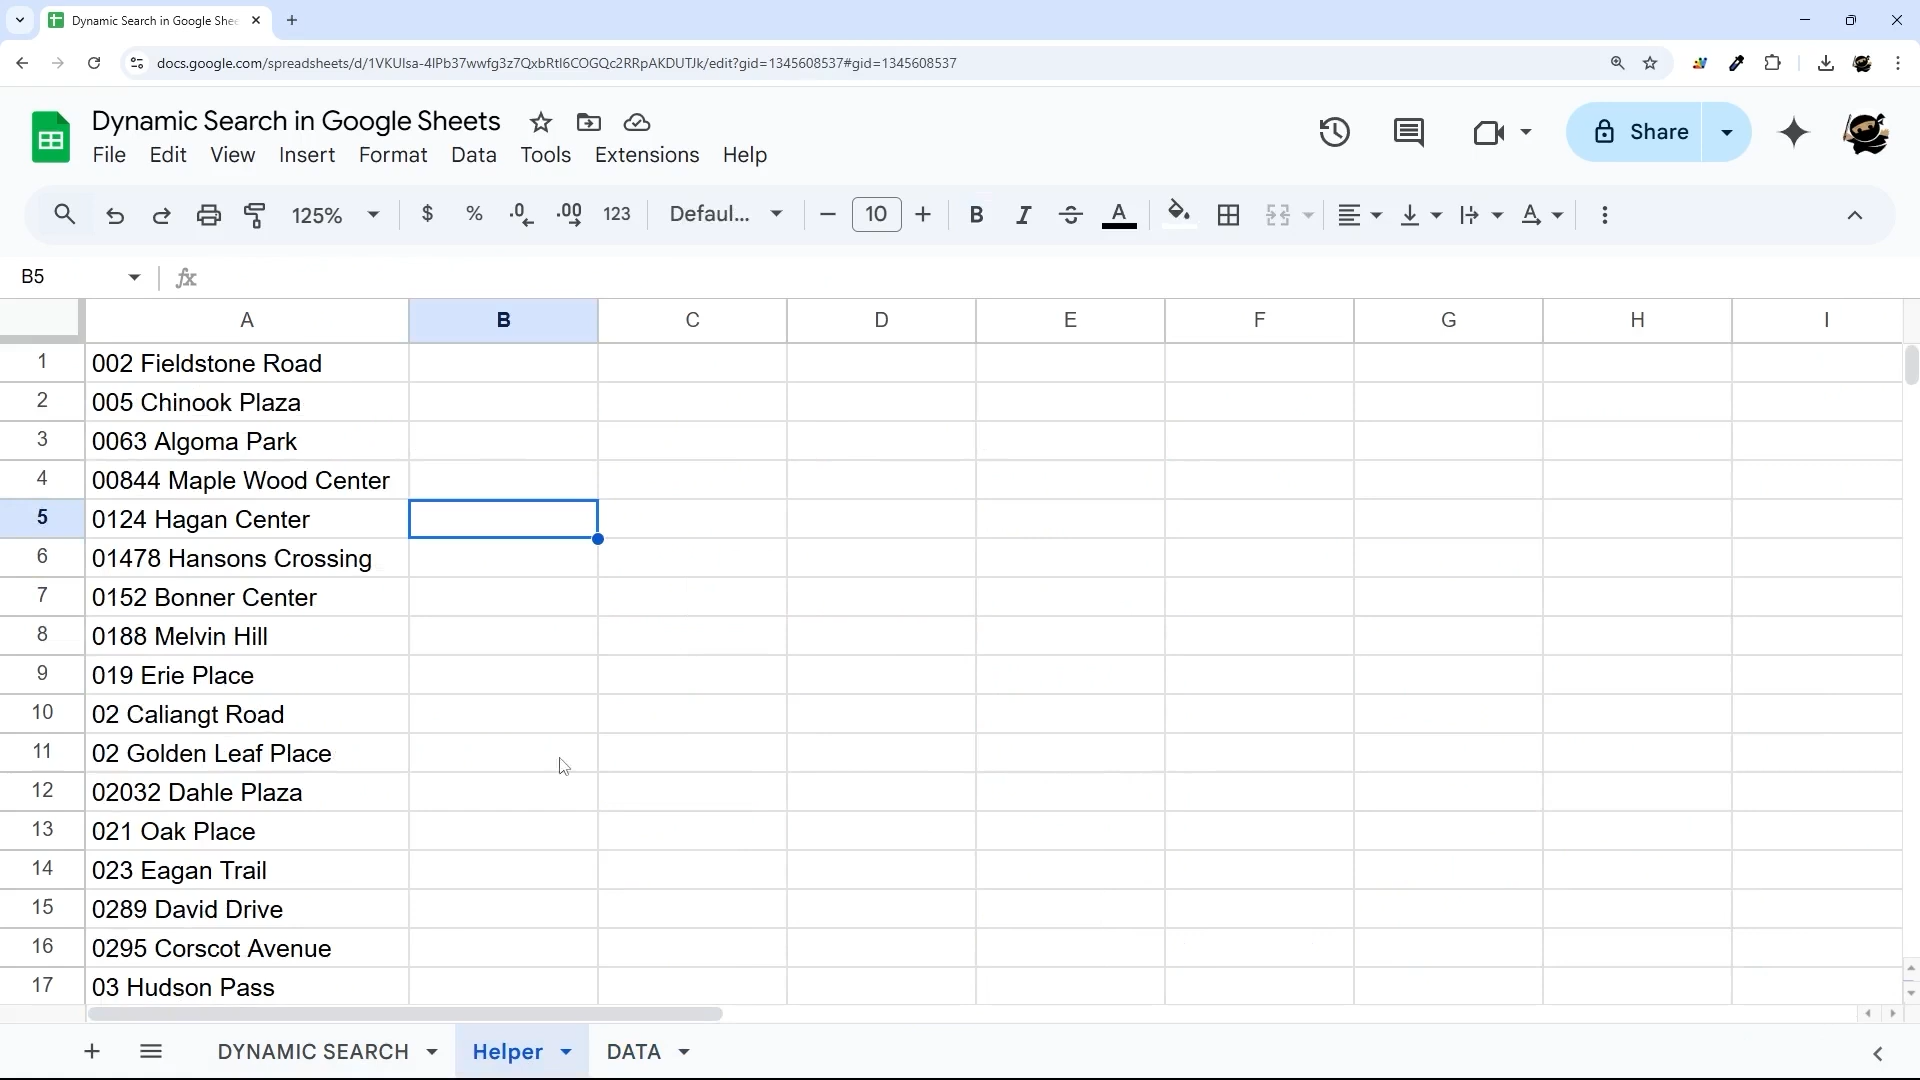 Dynamic Search in Google Shee
docs.google.com/spreadsheets/d/1VKUIsa-4lPb37wwfg3z7QxbRtl6COGQc2RRpAKDUTJk/edit?gid=1345608537#gid=1345608537
Dynamic Search in Google Sheets
File Edit View Insert Format Data Tools Extensions Help
Share
125% $ % .0 .00 123 Defaul... 10 B I A
B5 fx
A B C D E F G H I
1 002 Fieldstone Road
2 005 Chinook Plaza
3 0063 Algoma Park
4 00844 Maple Wood Center
5 0124 Hagan Center
6 01478 Hansons Crossing
7 0152 Bonner Center
8 0188 Melvin Hill
9 019 Erie Place
10 02 Caliangt Road
11 02 Golden Leaf Place
12 02032 Dahle Plaza
13 021 Oak Place
14 023 Eagan Trail
15 0289 David Drive
16 0295 Corscot Avenue
17 03 Hudson Pass
DYNAMIC SEARCH Helper DATA